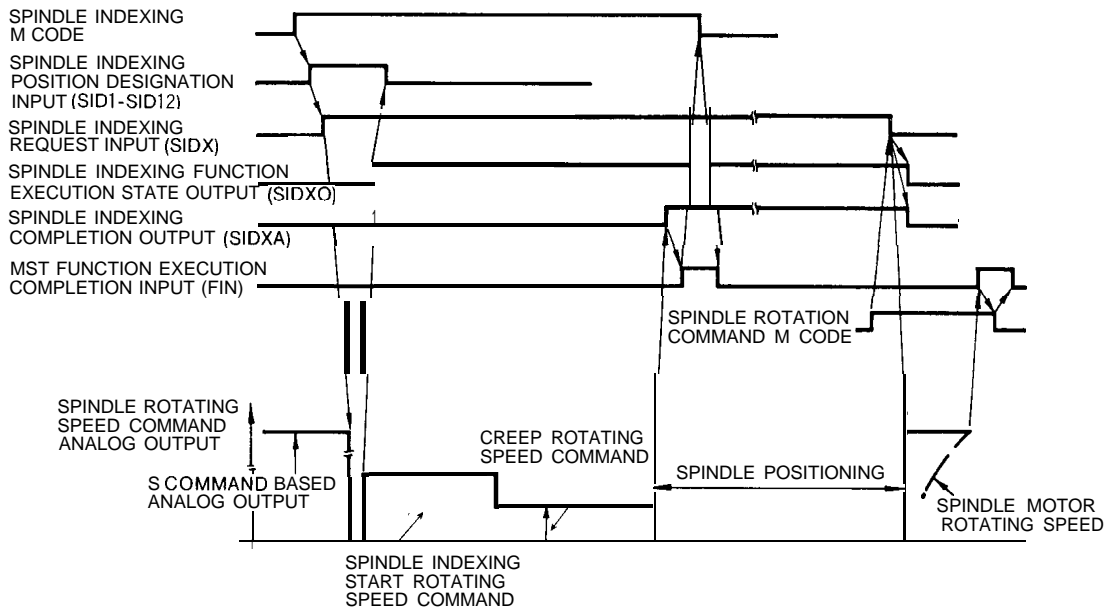 SPINDLE INDEXING
M CODE
SPINDLE INDEXING
POSITION DESIGNATION
INPUT (SID1-SID12)
SPINDLE INDEXING
REQUEST INPUT (SIDX)
SPINDLE INDEXING FUNCTION
EXECUTION STATE OUTPUT (SIDXO)
SPINDLE INDEXING
COMPLETION OUTPUT (SIDXA)
MST FUNCTION EXECUTION
COMPLETION INPUT (FIN)
SPINDLE ROTATION
COMMAND M CODE
SPINDLE ROTATING
SPEED COMMAND
ANALOG OUTPUT
CREEP ROTATING
SPEED COMMAND
S COMMAND BASED
ANALOG OUTPUT
SPINDLE POSITIONING
SPINDLE MOTOR
ROTATING SPEED
SPINDLE INDEXING
START ROTATING
SPEED COMMAND